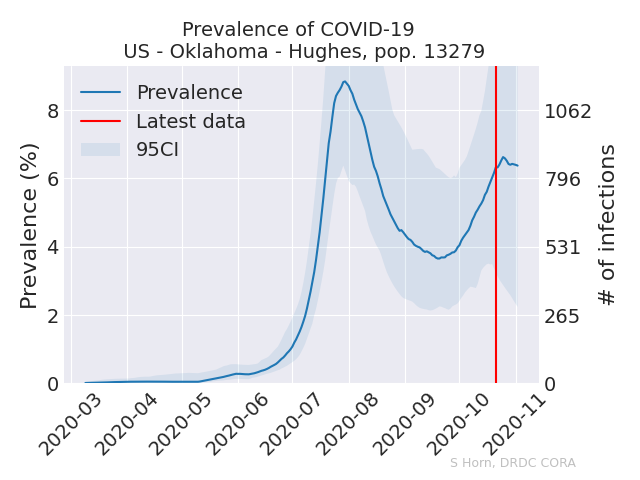 Prevalence of COVID-19
US - Oklahoma - Hughes, pop. 13279
Prevalence
Latest data
95CI
Prevalence (%)
8
6
4
2
0
1062
796
531
265
0
# of infections
2020-03
2020-04
2020-05
2020-06
2020-07
2020-08
2020-09
2020-10
2020-11
S Horn, DRDC CORA